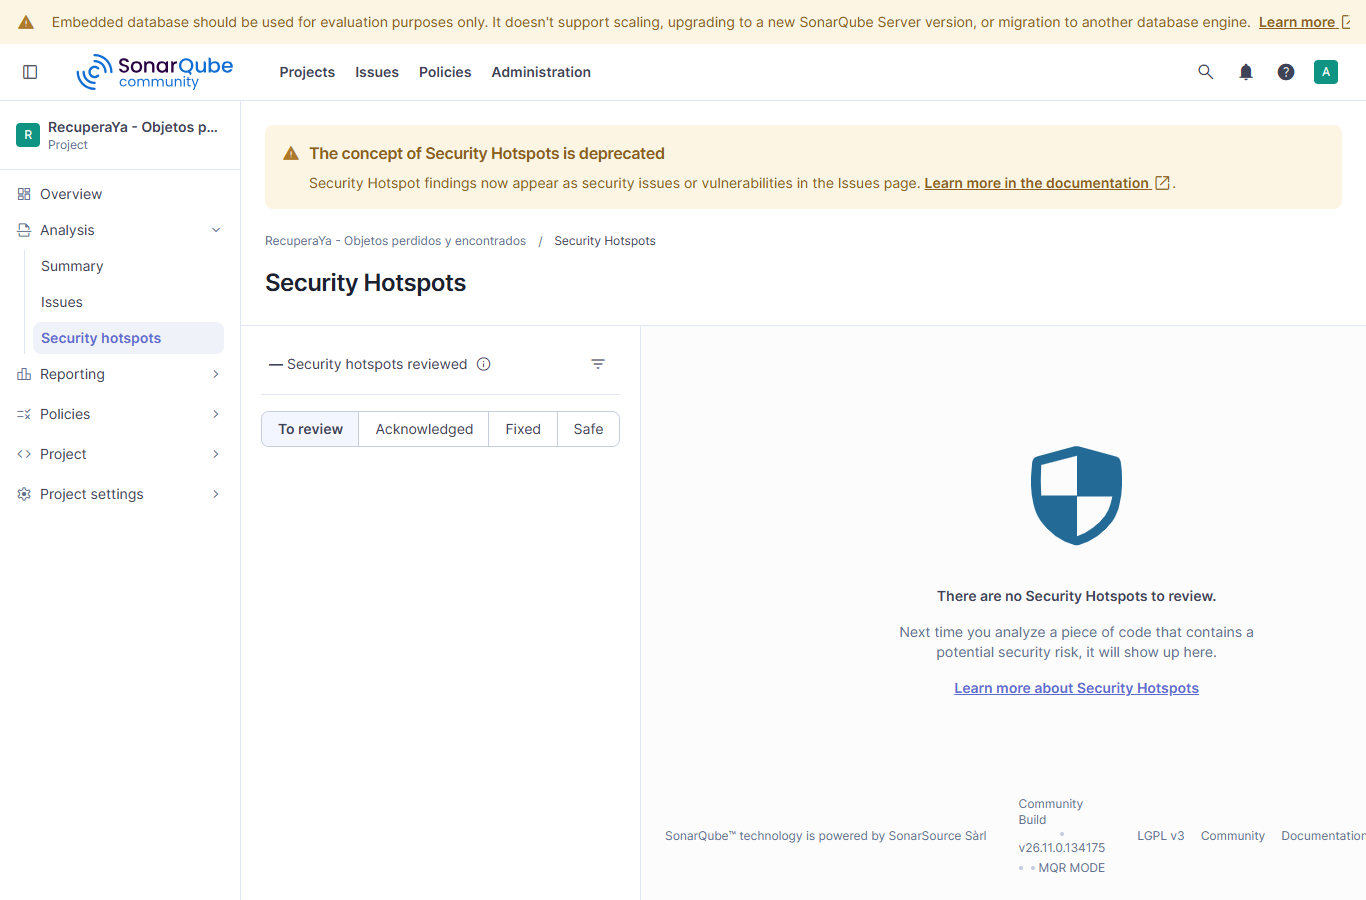 Embedded database should be used for evaluation purposes only. It doesn't support scaling, upgrading to a new SonarQube Server version, or migration to another database engine. Learn more
SonarQube community
Projects Issues Policies Administration
A
R
RecuperaYa - Objetos p...
Project
Overview
Analysis
Summary
Issues
Security hotspots
Reporting
Policies
Project
Project settings
The concept of Security Hotspots is deprecated
Security Hotspot findings now appear as security issues or vulnerabilities in the Issues page. Learn more in the documentation .
RecuperaYa - Objetos perdidos y encontrados / Security Hotspots
Security Hotspots
— Security hotspots reviewed
To review Acknowledged Fixed Safe
There are no Security Hotspots to review.
Next time you analyze a piece of code that contains a
potential security risk, it will show up here.
Learn more about Security Hotspots
SonarQube™ technology is powered by SonarSource Sàrl
Community
Build
•
v26.11.0.134175
• • MQR MODE
LGPL v3 Community Documentation